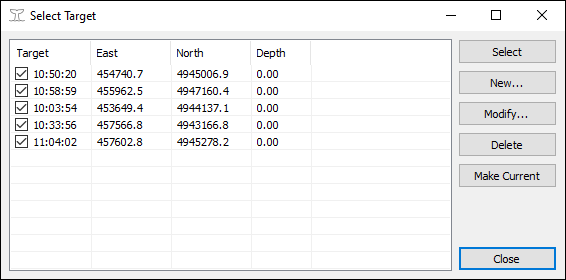 Select Target
Target East North Depth
10:50:20 454740.7 4945006.9 0.00
10:58:59 455962.5 4947160.4 0.00
10:03:54 453649.4 4944137.1 0.00
10:33:56 457566.8 4943166.8 0.00
11:04:02 457602.8 4945278.2 0.00
Select
New...
Modify...
Delete
Make Current
Close